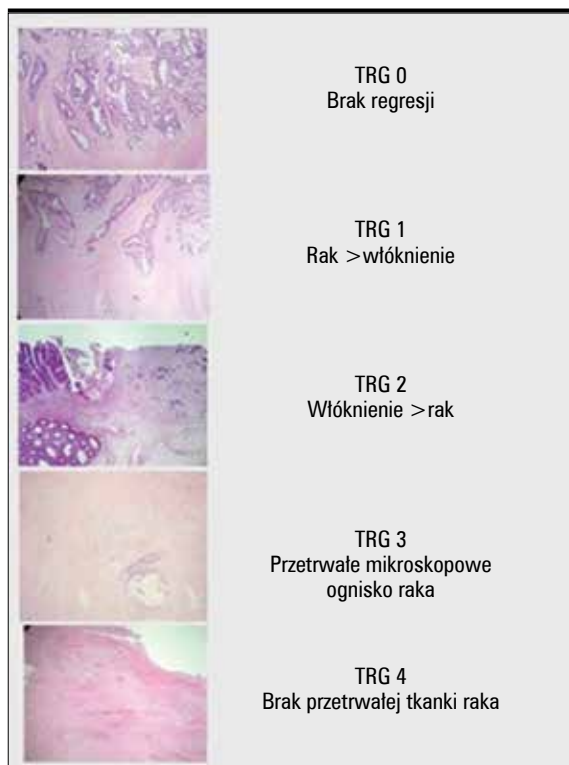 TRG 0
Brak regresji
TRG 1
Rak >włóknienie
TRG 2
Włóknienie >rak
TRG 3
Przetrwałe mikroskopowe
ognisko raka
TRG 4
Brak przetrwałej tkanki raka